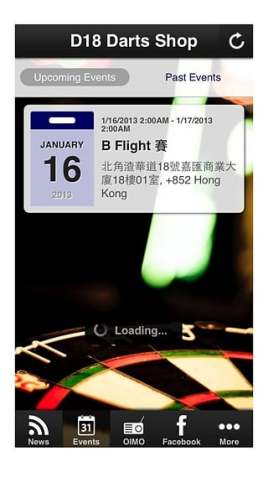 D18 Darts Shop
Upcoming Events
Past Events
JANUARY
16
2013
1/16/2013 2:00AM - 1/17/2013
2:00AM
B Flight 賽
北角渣華道18號嘉匯商業大
廈18樓01室, +852 Hong
Kong
Loading...
3
News
31
Events
OIMO
Facebook
More